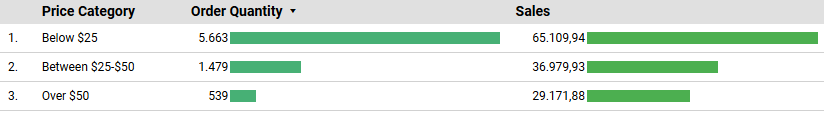 Price Category Order Quantity Sales
1. Below $25 5.663 65.109,94
2. Between $25-$50 1.479 36.979,93
3. Over $50 539 29.171,88